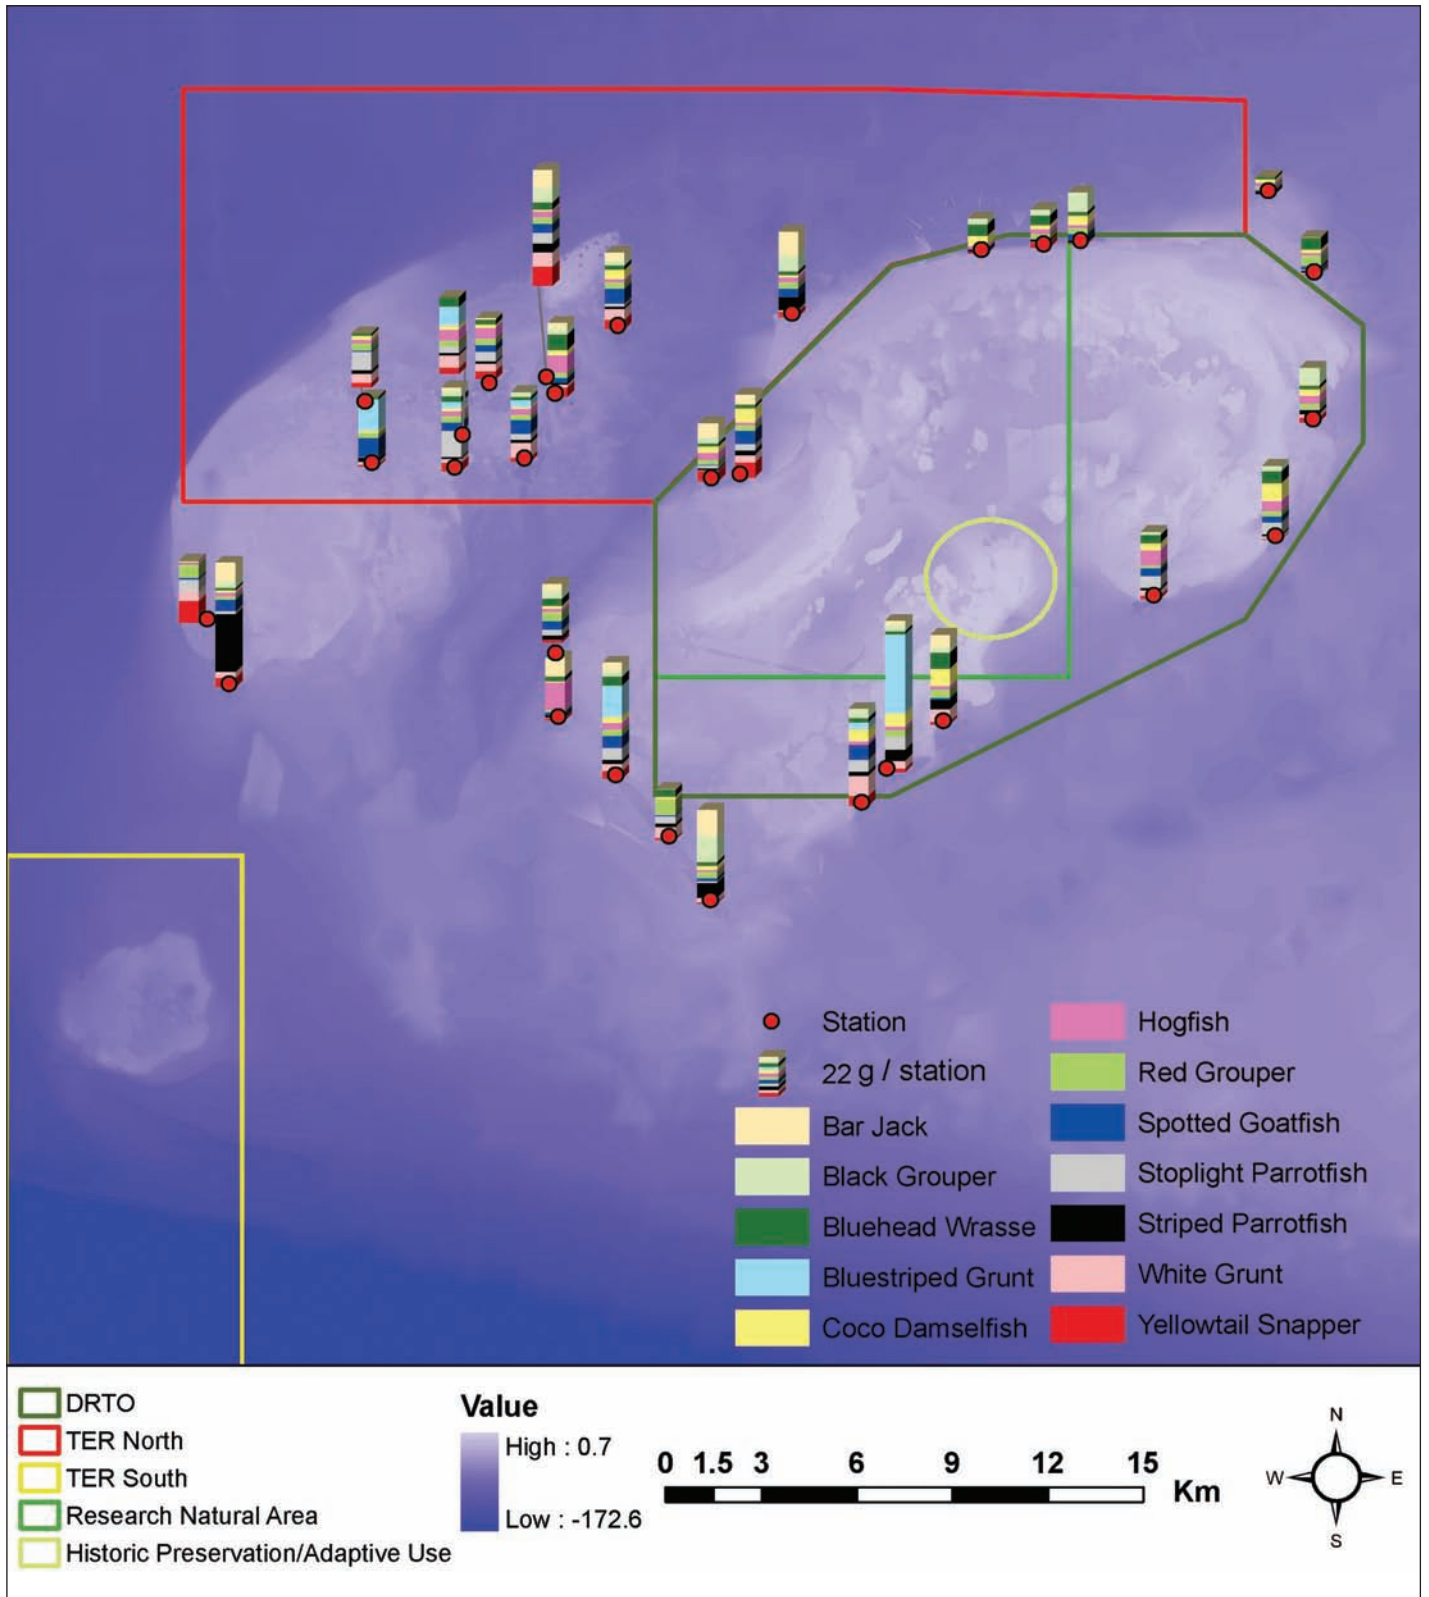 Station
22 g / station
Bar Jack
Black Grouper
Bluehead Wrasse
Bluestriped Grunt
Coco Damselfish
Hogfish
Red Grouper
Spotted Goatfish
Stoplight Parrotfish
Striped Parrotfish
White Grunt
Yellowtail Snapper
DRTO
TER North
TER South
Research Natural Area
Historic Preservation/Adaptive Use
Value
High : 0.7
Low : -172.6
0 1.5 3 6 9 12 15
Km
N
W E
S